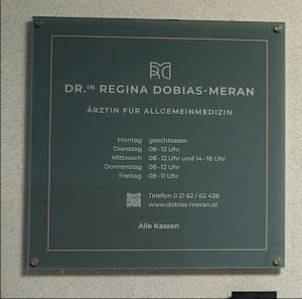 DR.IN REGINA DOBIAS-MERAN
ÄRZTIN FÜR ALLGEMEINMEDIZIN
Montag geschlossen
Dienstag 08-13 Uhr
Mittwoch 08-12 Uhr und 14-18 Uhr
Donnerstag 08-12 Uhr
Freitag 08-11 Uhr
Telefon 0 21 62 / 62 428
www.dobias-meran.at
Alle Kassen